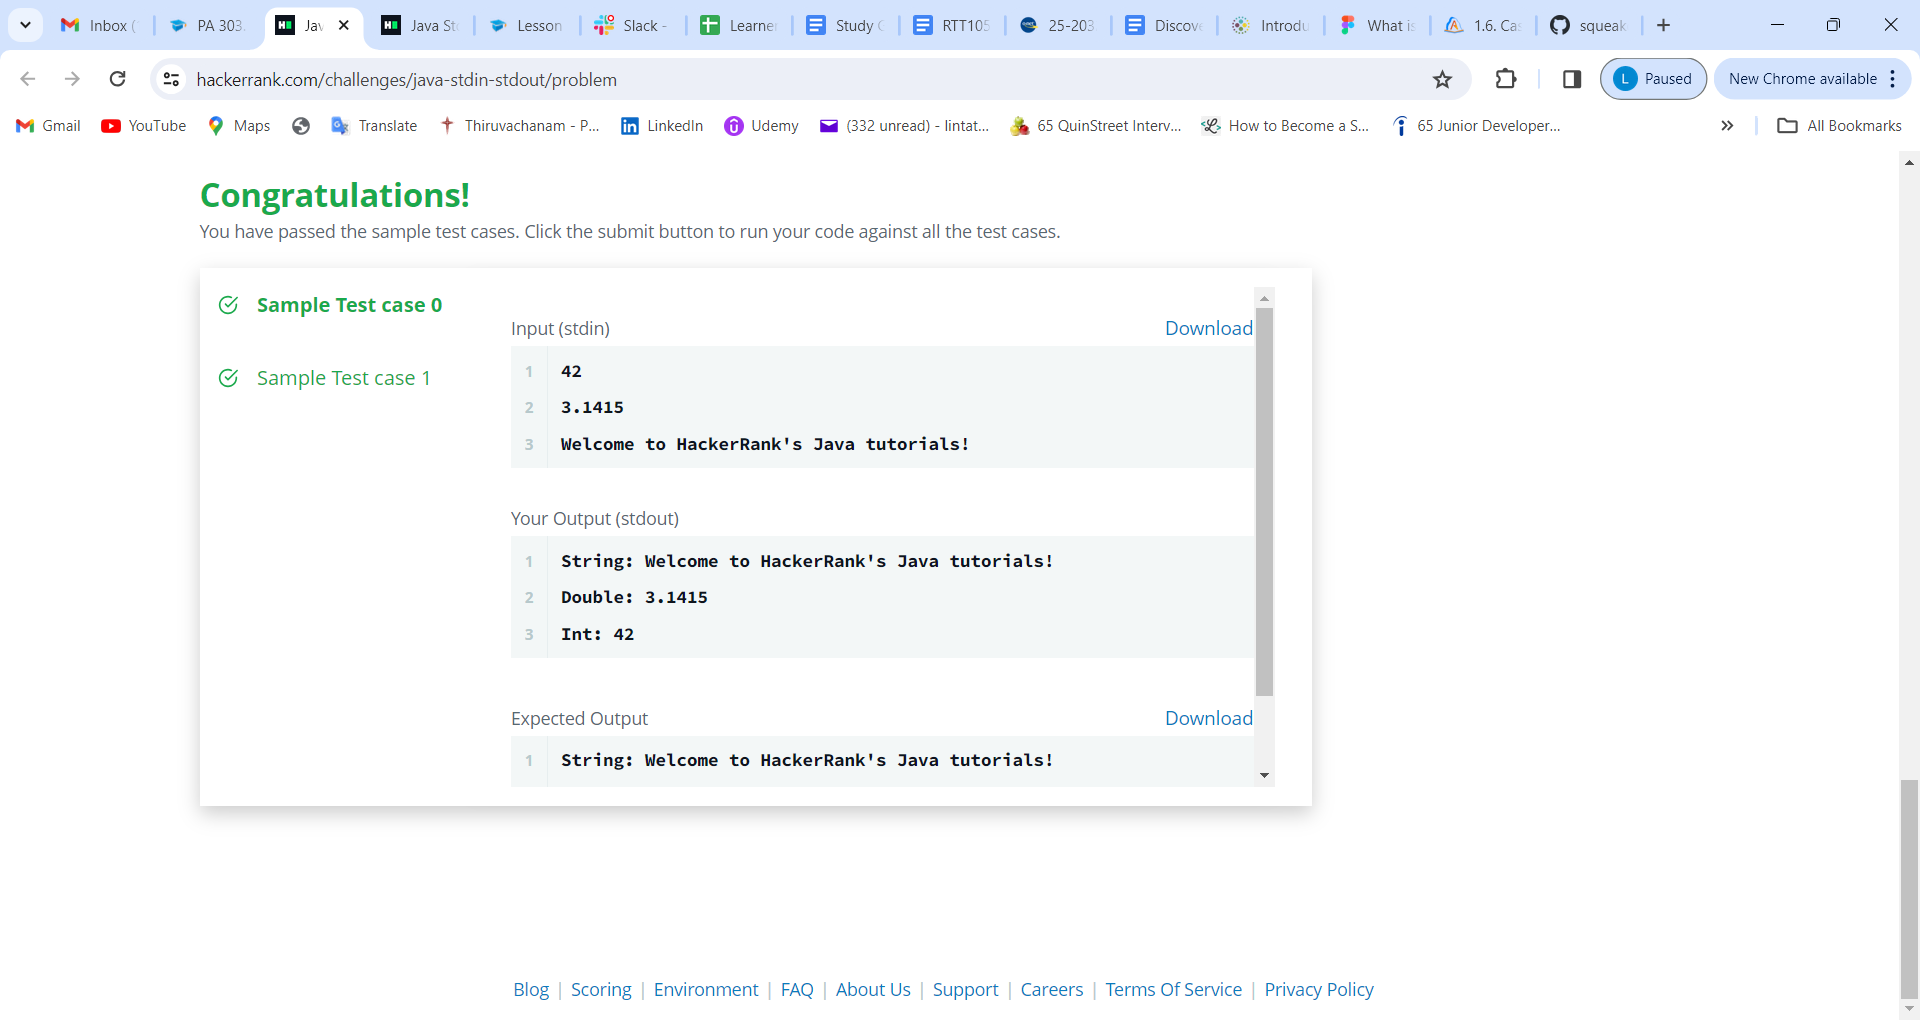 Inbox (
PA 303.
Jav
Java St
Lesson
Slack -
Learner
Study G
RTT105
25-203
Discove
Introdu
What is
1.6. Cas
squeak
hackerrank.com/challenges/java-stdin-stdout/problem
L Paused
New Chrome available
Gmail
YouTube
Maps
Translate
Thiruvachanam - P...
LinkedIn
Udemy
(332 unread) - lintat...
65 QuinStreet Interv...
How to Become a S...
65 Junior Developer...
All Bookmarks
Congratulations!
You have passed the sample test cases. Click the submit button to run your code against all the test cases.
Sample Test case 0
Sample Test case 1
Input (stdin)
Download
1 42
2 3.1415
3 Welcome to HackerRank's Java tutorials!
Your Output (stdout)
1 String: Welcome to HackerRank's Java tutorials!
2 Double: 3.1415
3 Int: 42
Expected Output
Download
1 String: Welcome to HackerRank's Java tutorials!
Blog | Scoring | Environment | FAQ | About Us | Support | Careers | Terms Of Service | Privacy Policy